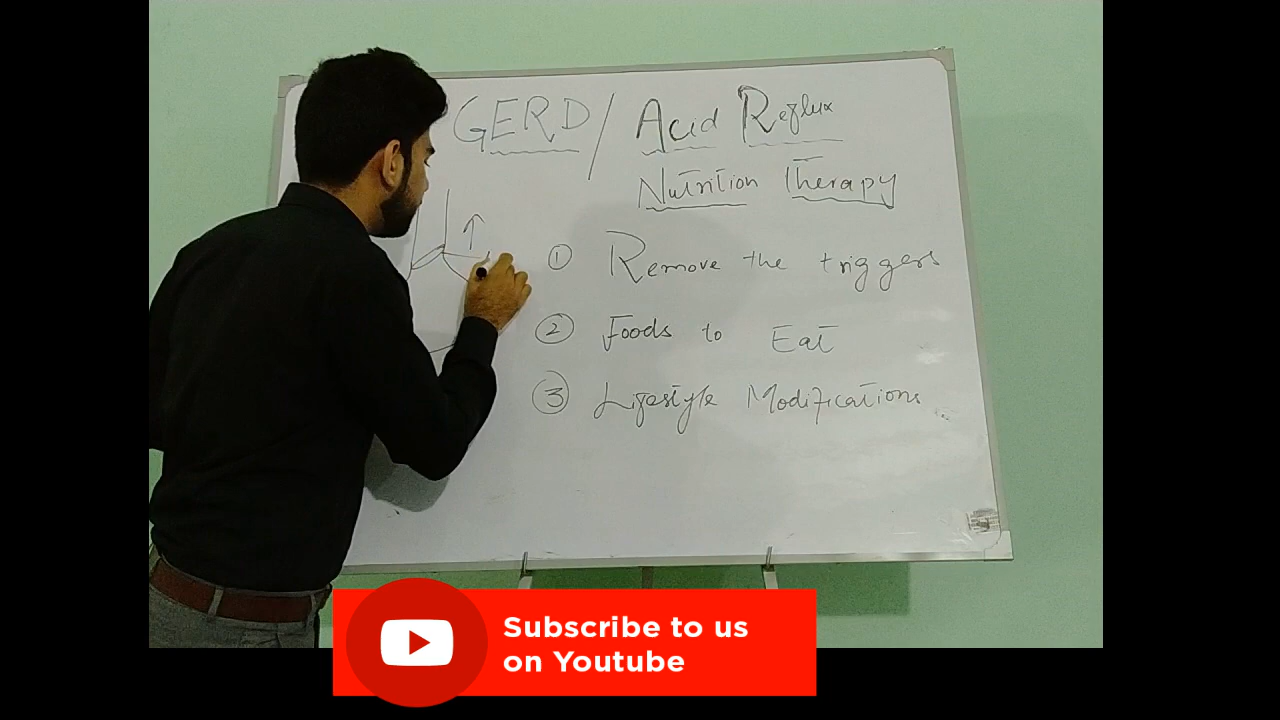 GERD / Acid Reflux
Nutrition Therapy
① Remove the triggers
② Foods to Eat
③ Lifestyle Modifications
Subscribe to us
on Youtube